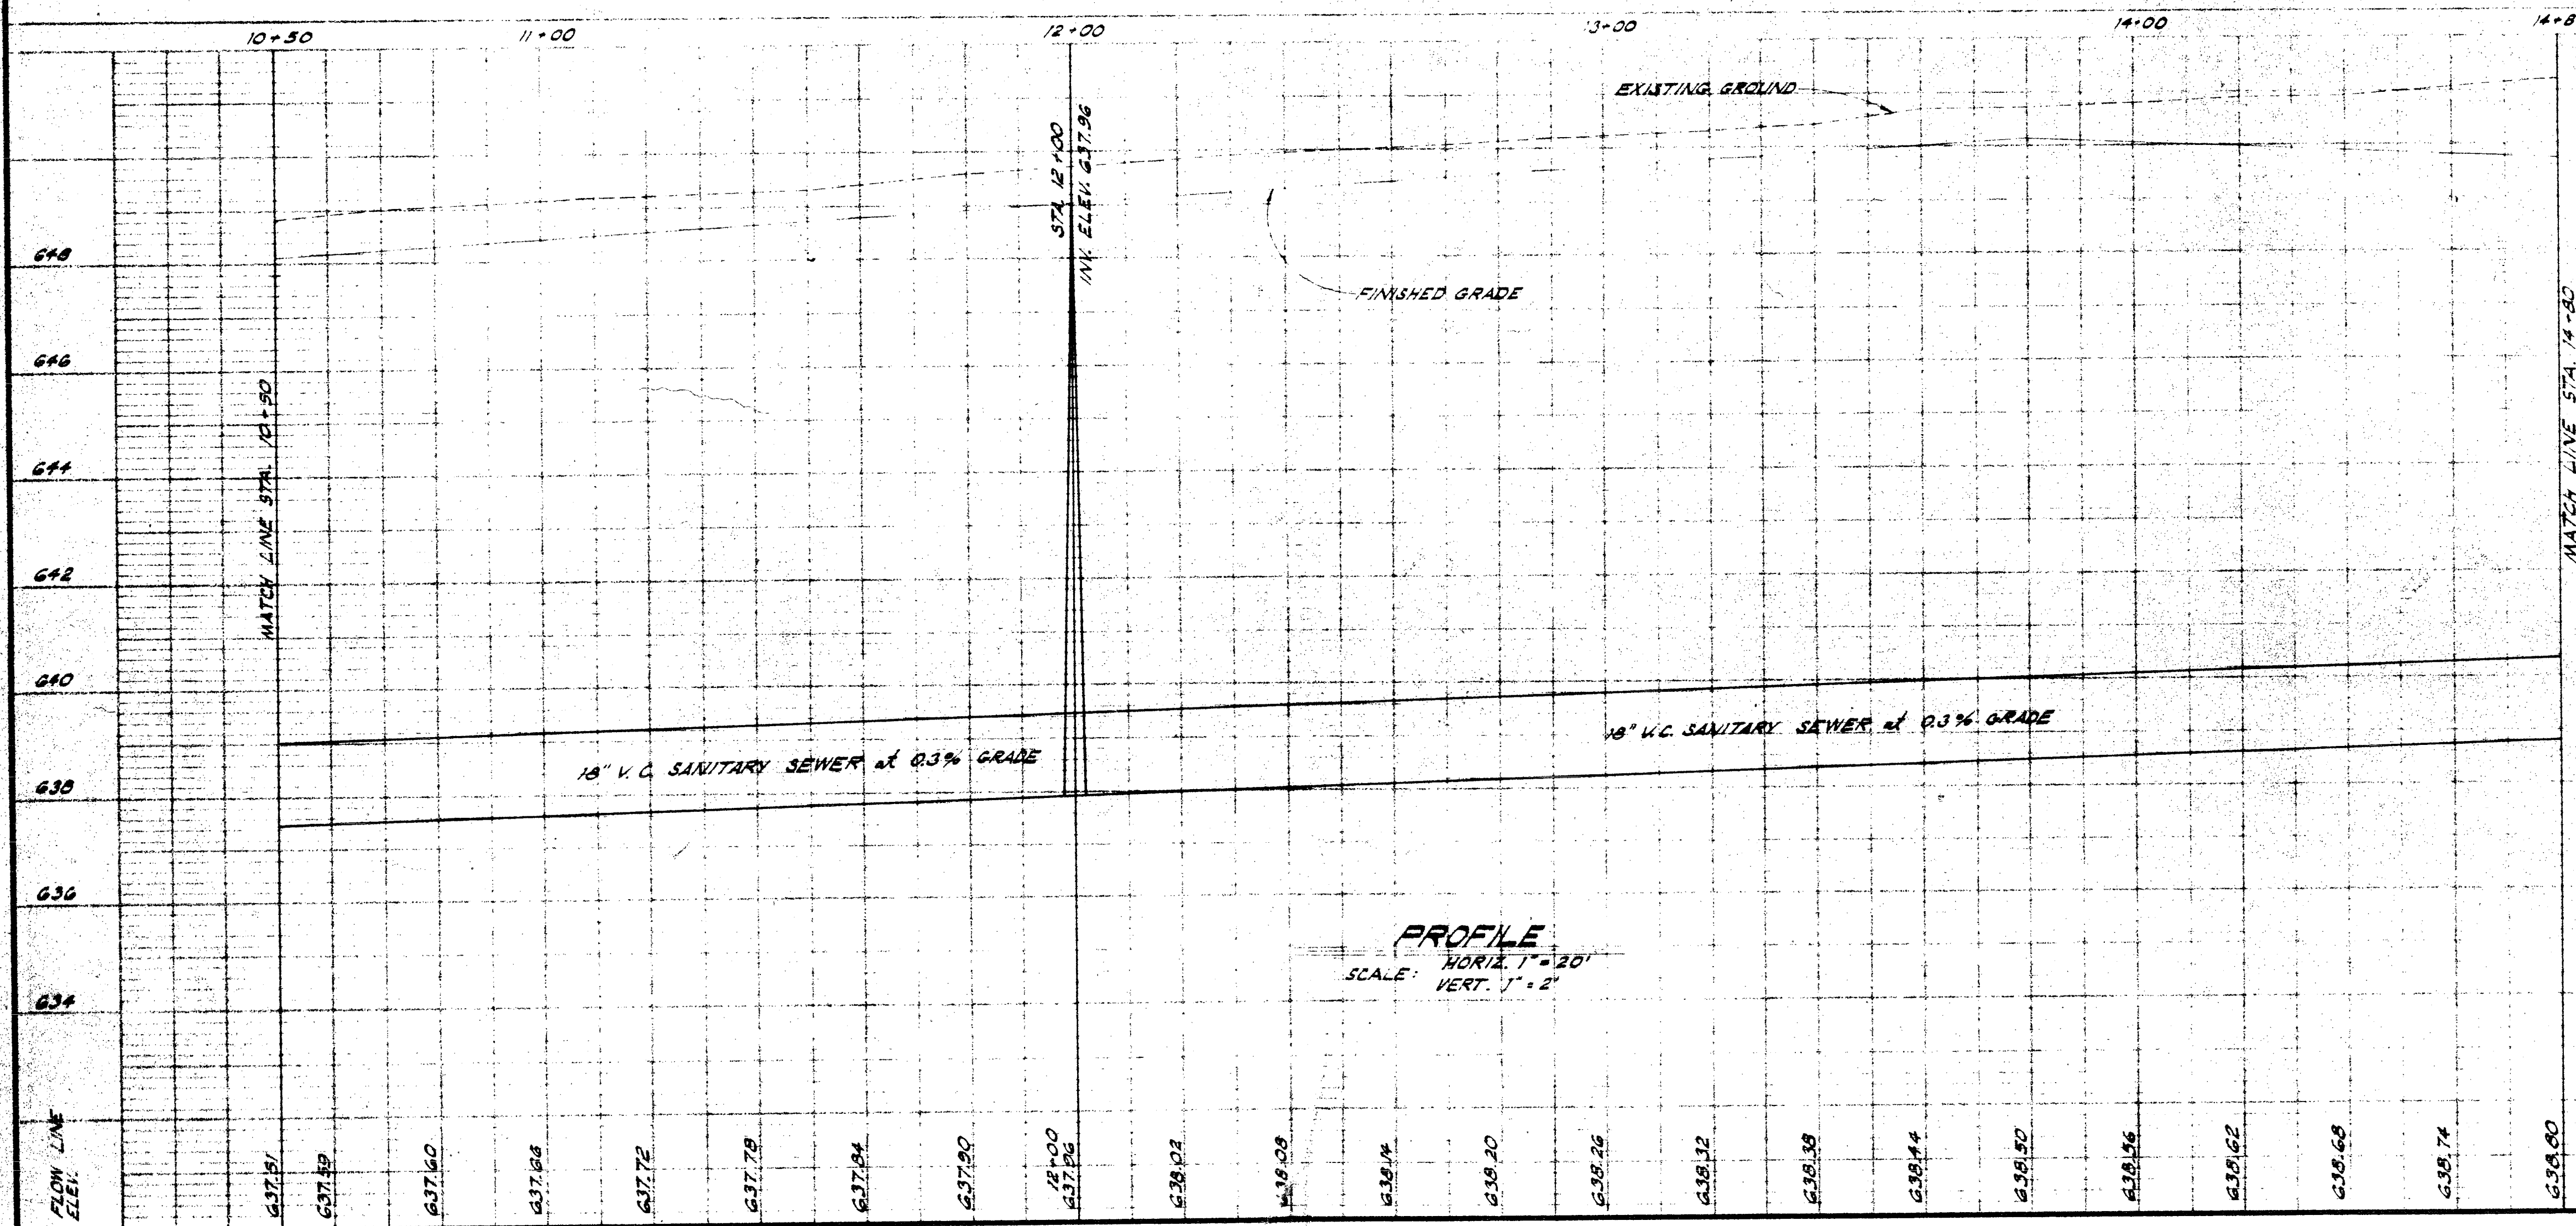 10+50
11+00
12+00
13+00
14+00
EXISTING GROUND
STA. 12+00
INV. ELEV. 637.96
FINISHED GRADE
648
646
644
642
640
638
636
634
MATCH LINE STA. 10+50
MATCH LINE STA. 14+80
18" V.C. SANITARY SEWER at 0.3% GRADE
18" V.C. SANITARY SEWER at 0.3% GRADE
PROFILE
SCALE: HORIZ. 1"=20'
VERT. 1"=2'
FLOW LINE
ELEV.
637.51
637.60
637.66
637.72
637.78
637.84
637.90
12+00
637.96
638.02
638.08
638.14
638.20
638.26
638.32
638.38
638.44
638.50
638.56
638.62
638.68
638.74
638.80